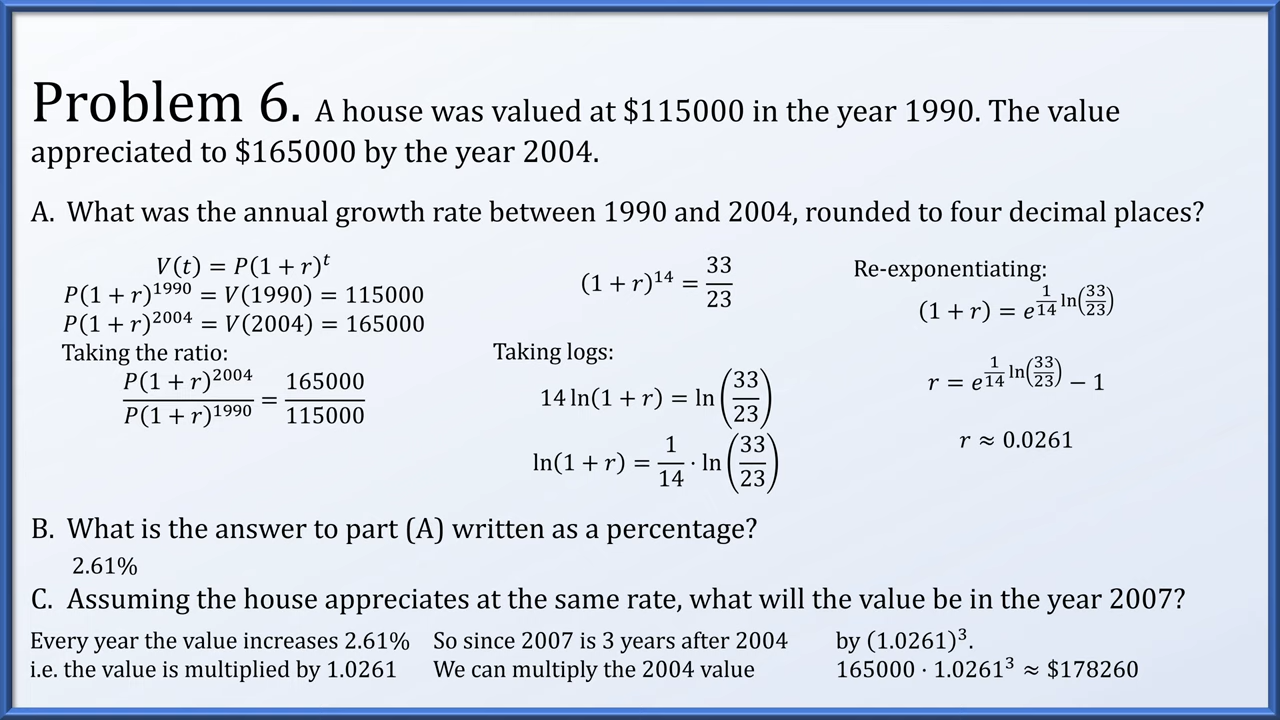 Problem 6. A house was valued at $115000 in the year 1990. The value
appreciated to $165000 by the year 2004.
A. What was the annual growth rate between 1990 and 2004, rounded to four decimal places?
V(t) = P(1 + r)^t
P(1 + r)^1990 = V(1990) = 115000
P(1 + r)^2004 = V(2004) = 165000
Taking the ratio:
P(1 + r)^2004 / P(1 + r)^1990 = 165000 / 115000
(1 + r)^14 = 33/23
Taking logs:
14 ln(1 + r) = ln(33/23)
ln(1 + r) = 1/14 · ln(33/23)
Re-exponentiating:
(1 + r) = e^(1/14 ln(33/23))
r = e^(1/14 ln(33/23)) − 1
r ≈ 0.0261
B. What is the answer to part (A) written as a percentage?
2.61%
C. Assuming the house appreciates at the same rate, what will the value be in the year 2007?
Every year the value increases 2.61%
i.e. the value is multiplied by 1.0261
So since 2007 is 3 years after 2004
We can multiply the 2004 value
by (1.0261)^3.
165000 · 1.0261^3 ≈ $178260